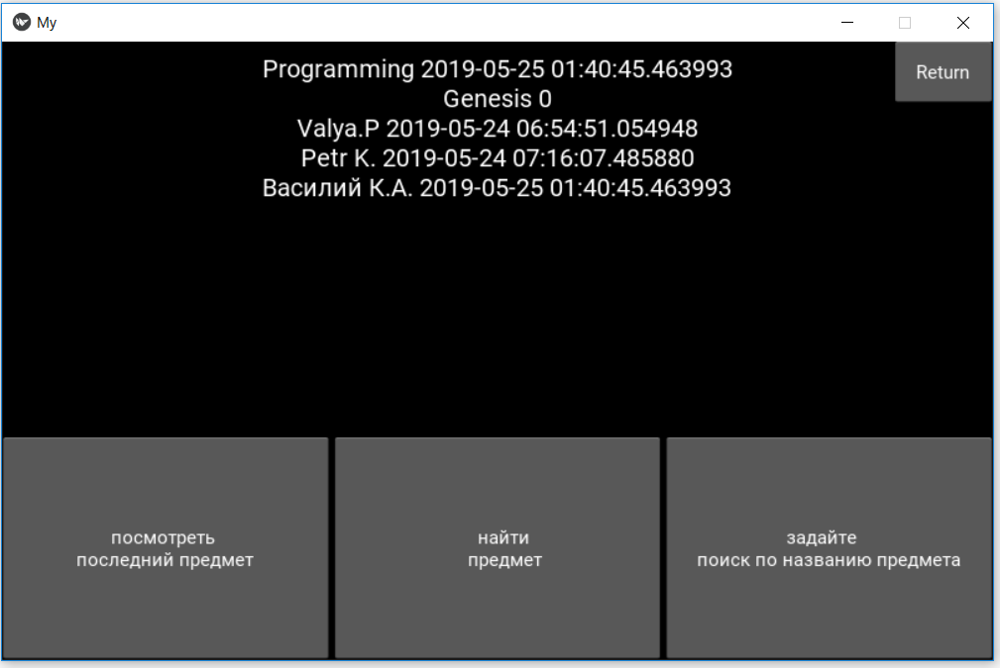 My
Programming 2019-05-25 01:40:45.463993
Return
Genesis 0
Valya.P 2019-05-24 06:54:51.054948
Petr K. 2019-05-24 07:16:07.485880
Василий К.А. 2019-05-25 01:40:45.463993
посмотреть
последний предмет
найти
предмет
задайте
поиск по названию предмета